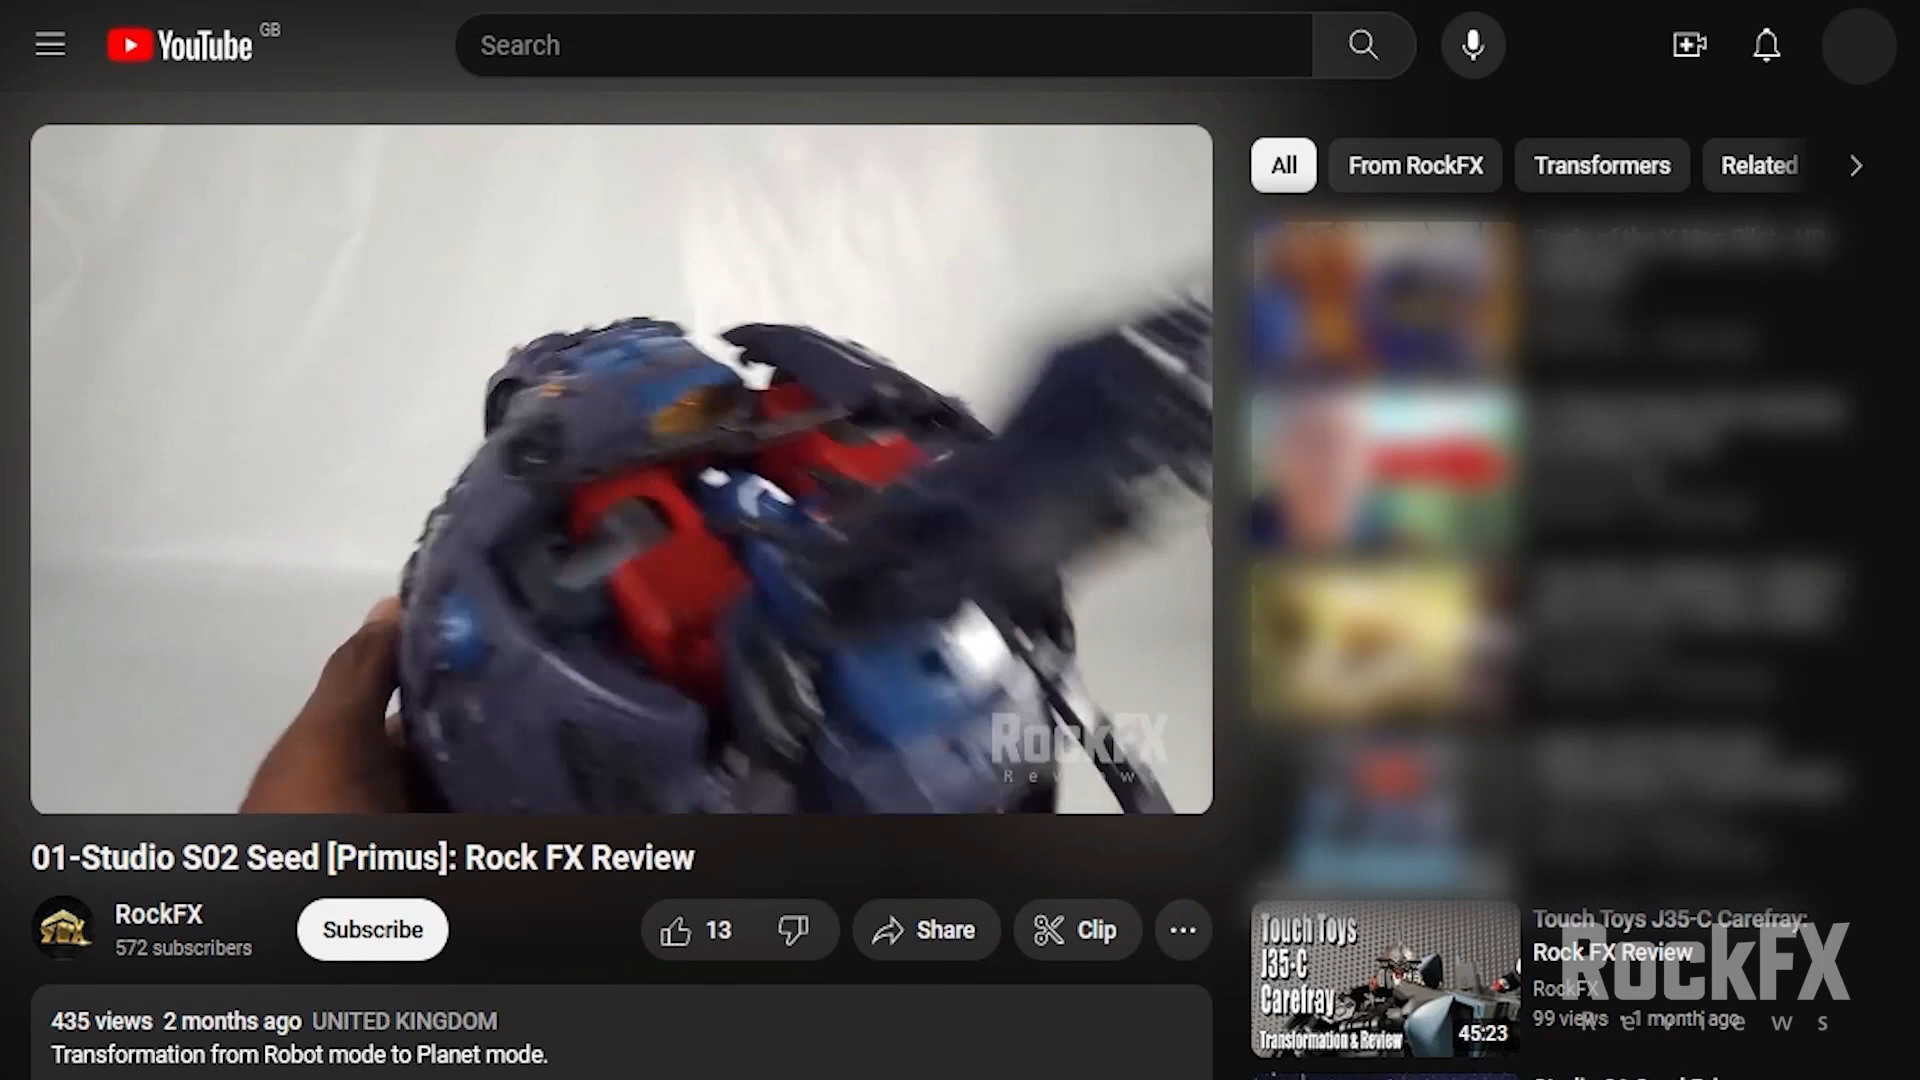 YouTube GB
Search
All
From RockFX
Transformers
Related
RockFX
Reviews
01-Studio S02 Seed [Primus]: Rock FX Review
RockFX
572 subscribers
Subscribe
13
Share
Clip
435 views 2 months ago UNITED KINGDOM
Transformation from Robot mode to Planet mode.
Touch Toys
J35-C
Carefray
Transformation & Review
45:23
Touch Toys J35-C Carefray:
Rock FX Review
RockFX
99 views • 1 month ago
RockFX
Reviews